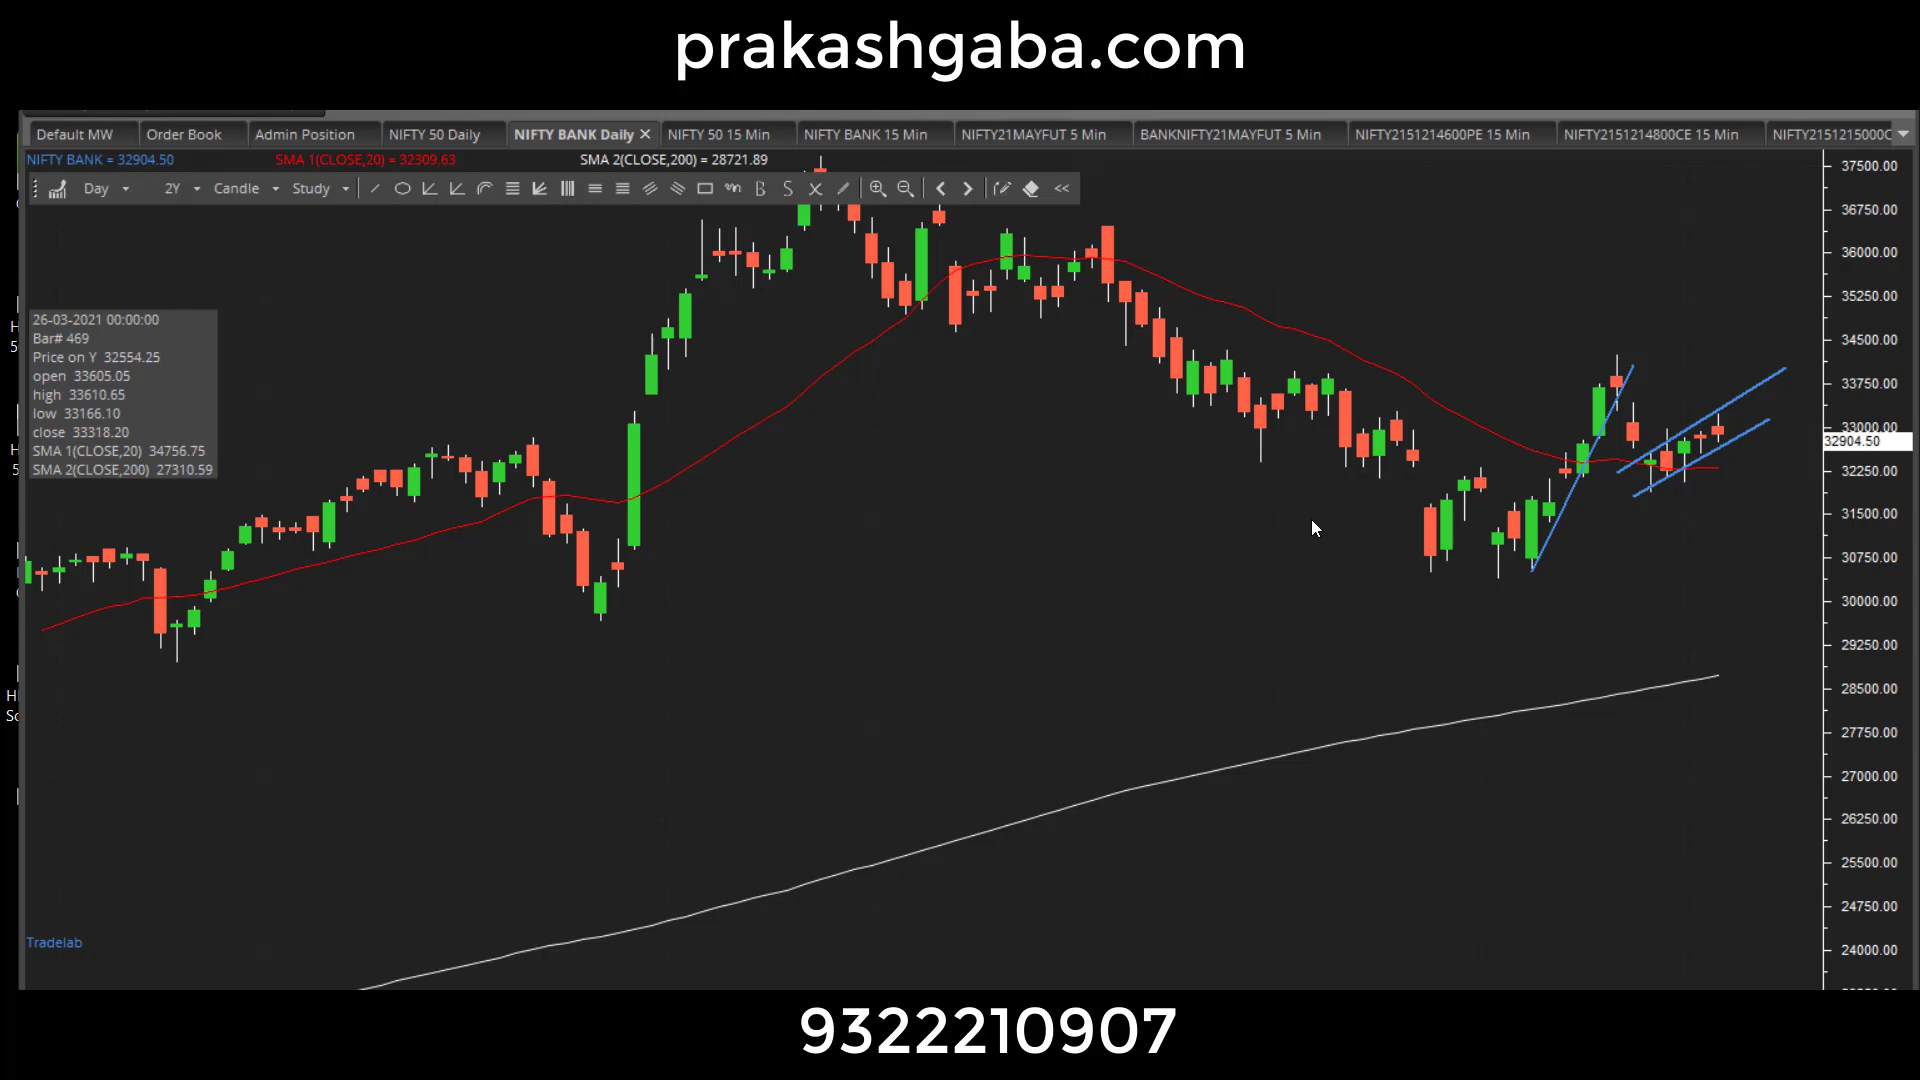 prakashgaba.com
Default MW
Order Book
Admin Position
NIFTY 50 Daily
NIFTY BANK Daily
NIFTY 50 15 Min
NIFTY BANK 15 Min
NIFTY21MAYFUT 5 Min
BANKNIFTY21MAYFUT 5 Min
NIFTY2151214600PE 15 Min
NIFTY2151214800CE 15 Min
NIFTY2151215000C
NIFTY BANK = 32904.50
SMA 1(CLOSE,20) = 32309.63
SMA 2(CLOSE,200) = 28721.89
Day
2Y
Candle
Study
26-03-2021 00:00:00
Bar# 469
Price on Y 32554.25
open 33605.05
high 33610.65
low 33166.10
close 33318.20
SMA 1(CLOSE,20) 34756.75
SMA 2(CLOSE,200) 27310.59
37500.00
36750.00
36000.00
35250.00
34500.00
33750.00
33000.00
32904.50
32250.00
31500.00
30750.00
30000.00
29250.00
28500.00
27750.00
27000.00
26250.00
25500.00
24750.00
24000.00
Tradelab
9322210907